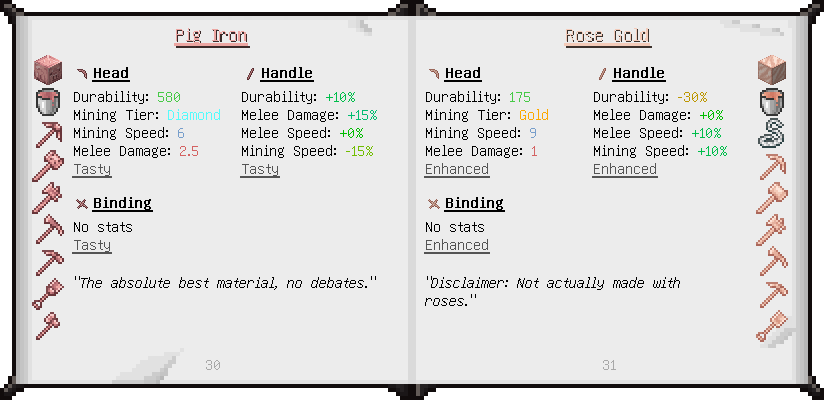 Pig Iron
Head
Durability: 580
Mining Tier: Diamond
Mining Speed: 6
Melee Damage: 2.5
Tasty
Handle
Durability: +10%
Melee Damage: +15%
Melee Speed: +0%
Mining Speed: -15%
Tasty
Binding
No stats
Tasty
"The absolute best material, no debates."
30
Rose Gold
Head
Durability: 175
Mining Tier: Gold
Mining Speed: 9
Melee Damage: 1
Enhanced
Handle
Durability: -30%
Melee Damage: +0%
Melee Speed: +10%
Mining Speed: +10%
Enhanced
Binding
No stats
Enhanced
"Disclaimer: Not actually made with
roses."
31